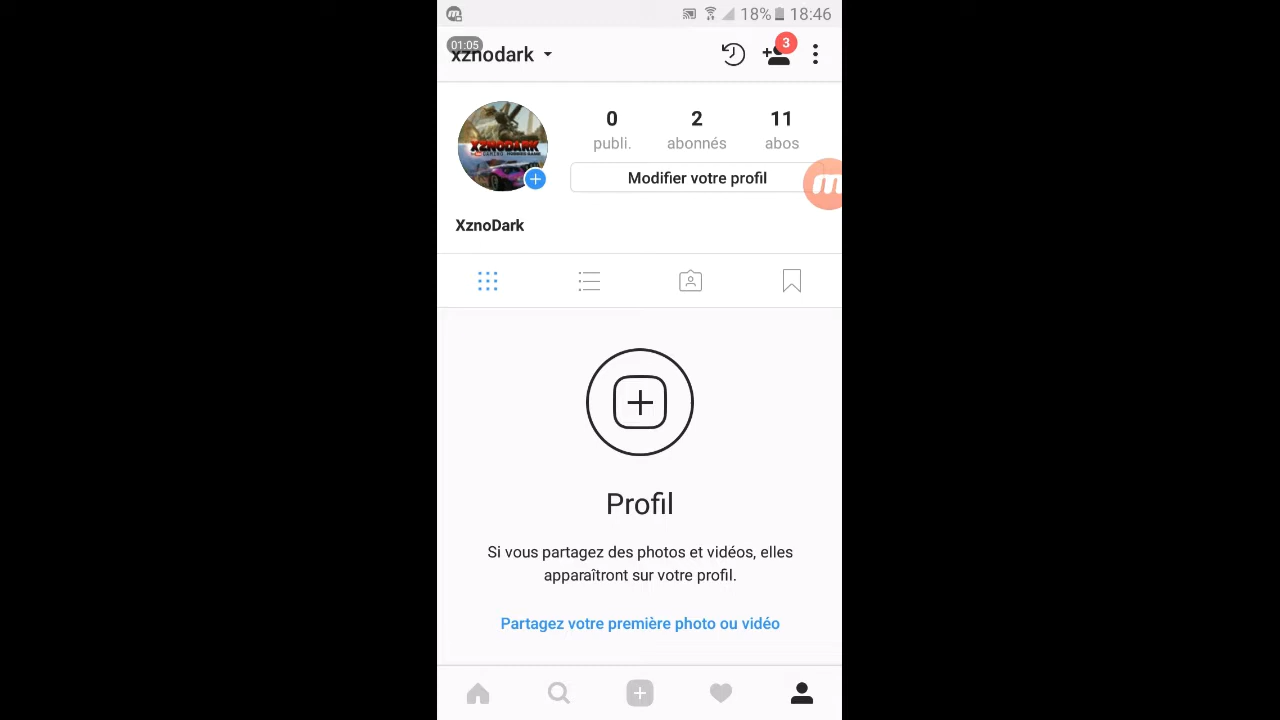 18% 18:46
01:05
xznodark
3
0 2 11
publi. abonnés abos
Modifier votre profil
XZNODARK
XznoDark
Profil
Si vous partagez des photos et vidéos, elles
apparaîtront sur votre profil.
Partagez votre première photo ou vidéo